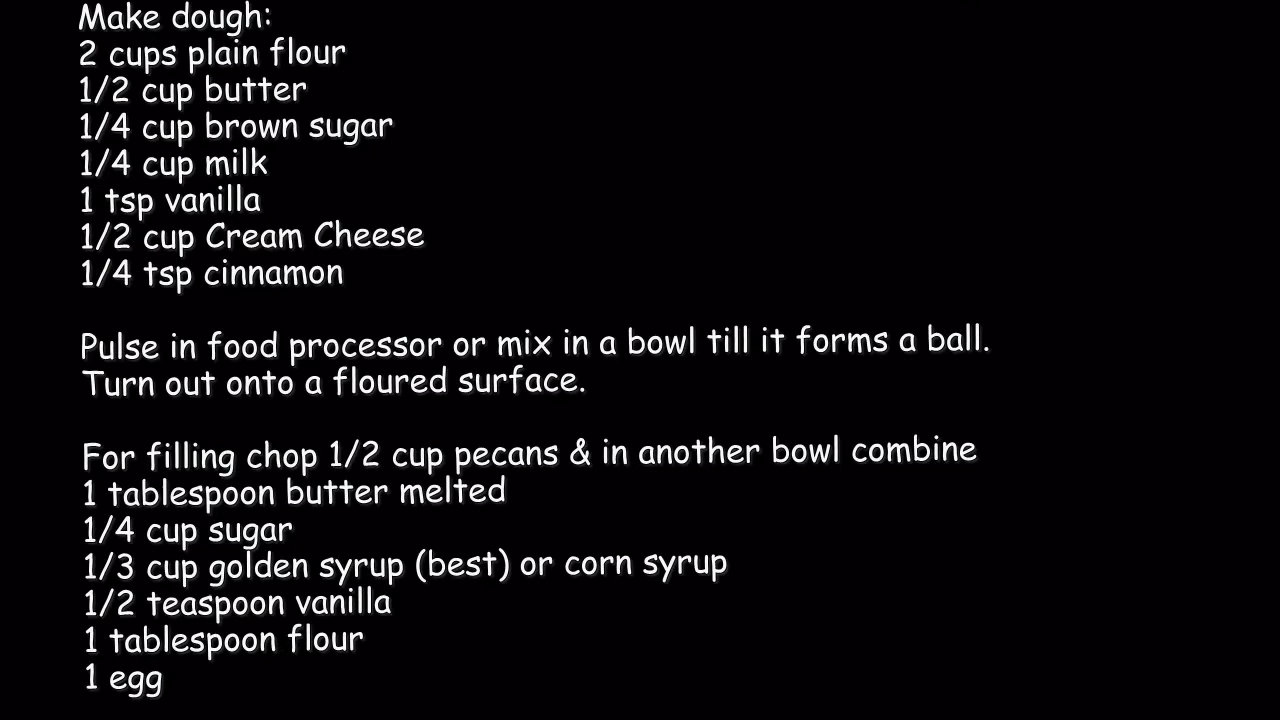 Make dough:
2 cups plain flour
1/2 cup butter
1/4 cup brown sugar
1/4 cup milk
1 tsp vanilla
1/2 cup Cream Cheese
1/4 tsp cinnamon
Pulse in food processor or mix in a bowl till it forms a ball.
Turn out onto a floured surface.
For filling chop 1/2 cup pecans & in another bowl combine
1 tablespoon butter melted
1/4 cup sugar
1/3 cup golden syrup (best) or corn syrup
1/2 teaspoon vanilla
1 tablespoon flour
1 egg